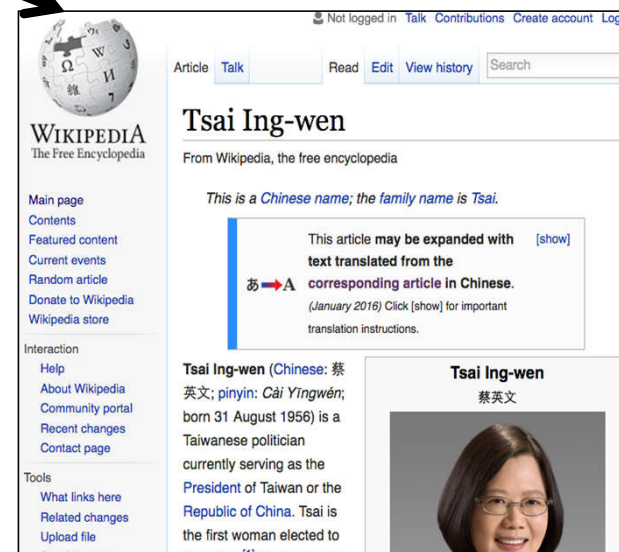 Not logged in Talk Contributions Create account Log
Article Talk Read Edit View history Search
WIKIPEDIA
The Free Encyclopedia
Tsai Ing-wen
From Wikipedia, the free encyclopedia
This is a Chinese name; the family name is Tsai.
This article may be expanded with [show]
text translated from the
corresponding article in Chinese.
(January 2016) Click [show] for important
translation instructions.
あ A
Main page
Contents
Featured content
Current events
Random article
Donate to Wikipedia
Wikipedia store
Interaction
Help
About Wikipedia
Community portal
Recent changes
Contact page
Tools
What links here
Related changes
Upload file
Tsai Ing-wen (Chinese: 蔡
英文; pinyin: Cài Yīngwén;
born 31 August 1956) is a
Taiwanese politician
currently serving as the
President of Taiwan or the
Republic of China. Tsai is
the first woman elected to
Tsai Ing-wen
蔡英文